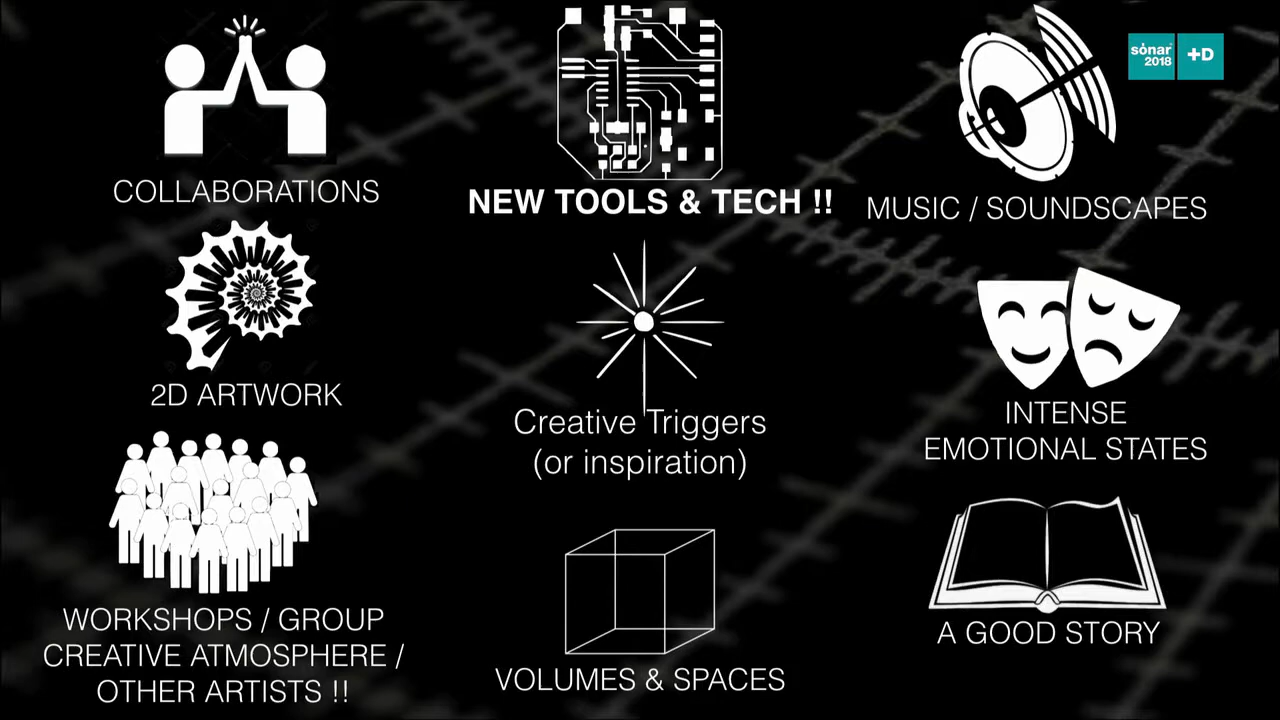 COLLABORATIONS
NEW TOOLS & TECH !!
MUSIC / SOUNDSCAPES
sónar
2018
+D
2D ARTWORK
Creative Triggers
(or inspiration)
INTENSE
EMOTIONAL STATES
WORKSHOPS / GROUP
CREATIVE ATMOSPHERE /
OTHER ARTISTS !!
VOLUMES & SPACES
A GOOD STORY